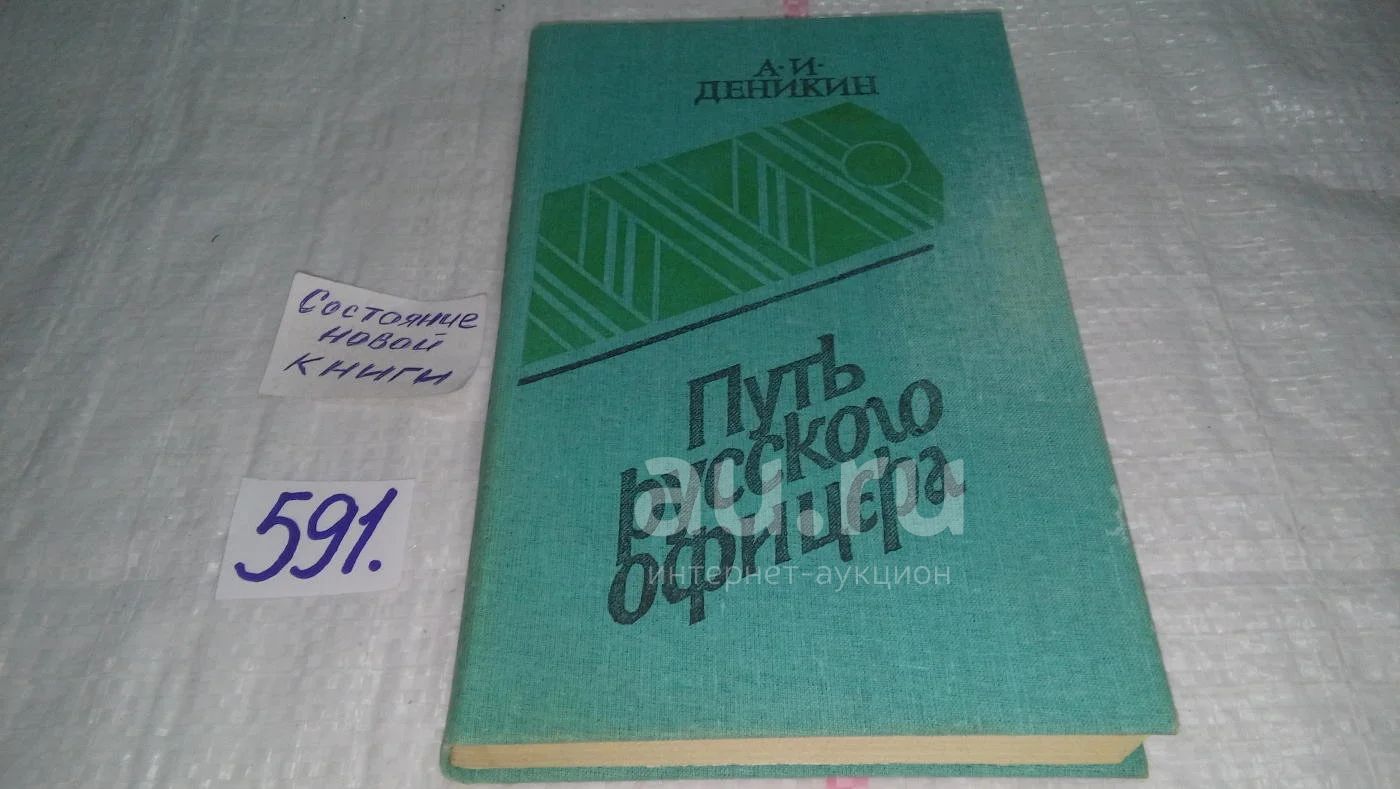 А·И·
ДЕНИКИН
Состояние
новой
книги
Путь
русского
офицера
au.ru
интернет-аукцион
591.